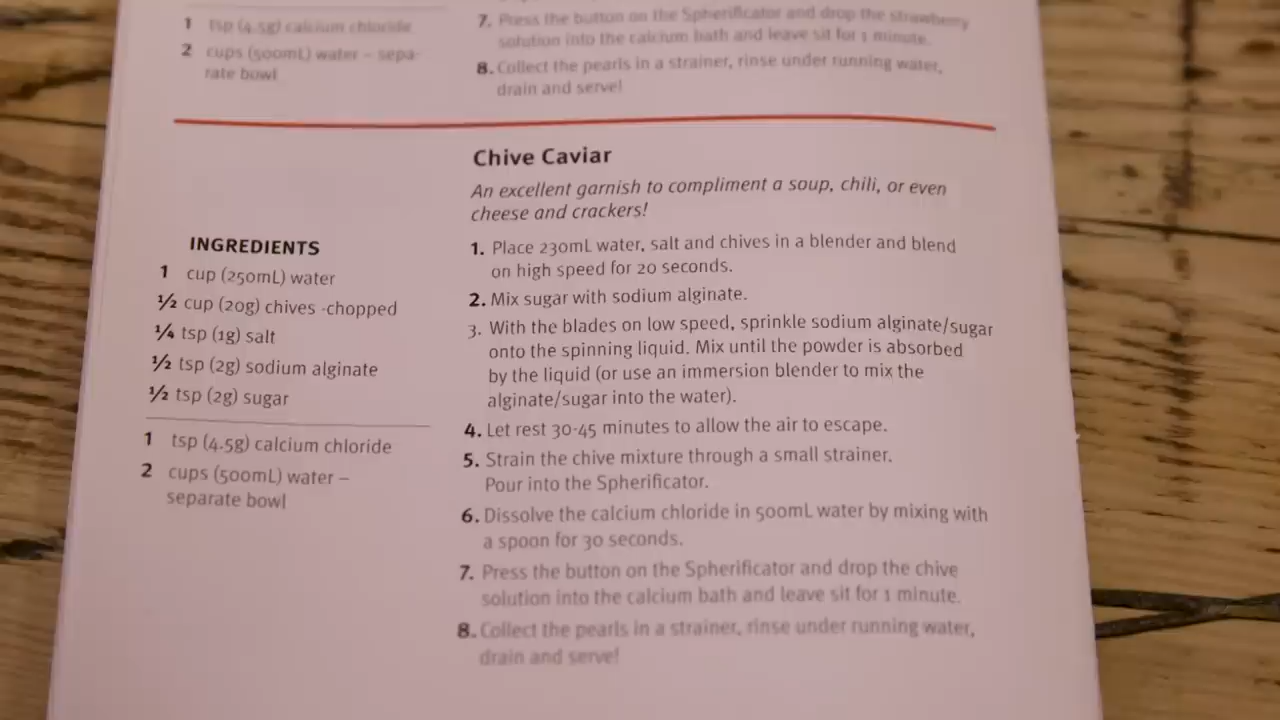 1 tsp (4.5g) calcium chloride
2 cups (500mL) water – sepa-
rate bowl
7. Press the button on the Spherificator and drop the strawberry
solution into the calcium bath and leave sit for 1 minute.
8. Collect the pearls in a strainer, rinse under running water,
drain and serve!
Chive Caviar
An excellent garnish to compliment a soup, chili, or even
cheese and crackers!
INGREDIENTS
1 cup (250mL) water
½ cup (20g) chives -chopped
¼ tsp (1g) salt
½ tsp (2g) sodium alginate
½ tsp (2g) sugar
1 tsp (4.5g) calcium chloride
2 cups (500mL) water –
separate bowl
1. Place 230mL water, salt and chives in a blender and blend
on high speed for 20 seconds.
2. Mix sugar with sodium alginate.
3. With the blades on low speed, sprinkle sodium alginate/sugar
onto the spinning liquid. Mix until the powder is absorbed
by the liquid (or use an immersion blender to mix the
alginate/sugar into the water).
4. Let rest 30-45 minutes to allow the air to escape.
5. Strain the chive mixture through a small strainer.
Pour into the Spherificator.
6. Dissolve the calcium chloride in 500mL water by mixing with
a spoon for 30 seconds.
7. Press the button on the Spherificator and drop the chive
solution into the calcium bath and leave sit for 1 minute.
8. Collect the pearls in a strainer, rinse under running water,
drain and serve!